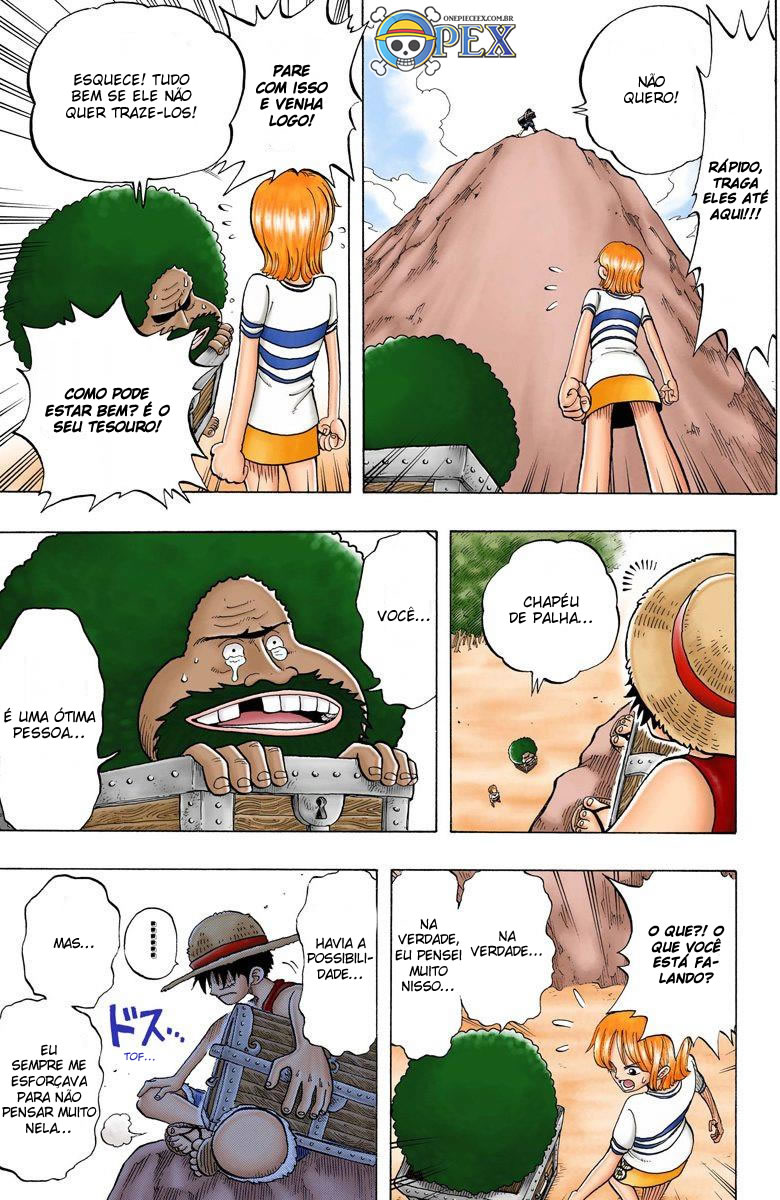 ONEPIECEEX.COM.BR
OPEX
NÃO
QUERO!
RÁPIDO,
TRAGA
ELES ATÉ
AQUI!!!
PARE
COM ISSO
E VENHA
LOGO!
ESQUECE! TUDO
BEM SE ELE NÃO
QUER TRAZE-LOS!
COMO PODE
ESTAR BEM? É O
SEU TESOURO!
CHAPÉU
DE PALHA...
VOCÊ...
É UMA ÓTIMA
PESSOA...
O QUE?! O
QUE VOCÊ
ESTÁ FA-
LANDO?
NA
VERDADE...
NA
VERDADE,
EU PENSEI
MUITO
NISSO...
HAVIA A
POSSIBILI-
DADE...
ドス...
TOF...
MAS...
EU
SEMPRE ME
ESFORÇAVA
PARA NÃO
PENSAR MUITO
NELA...